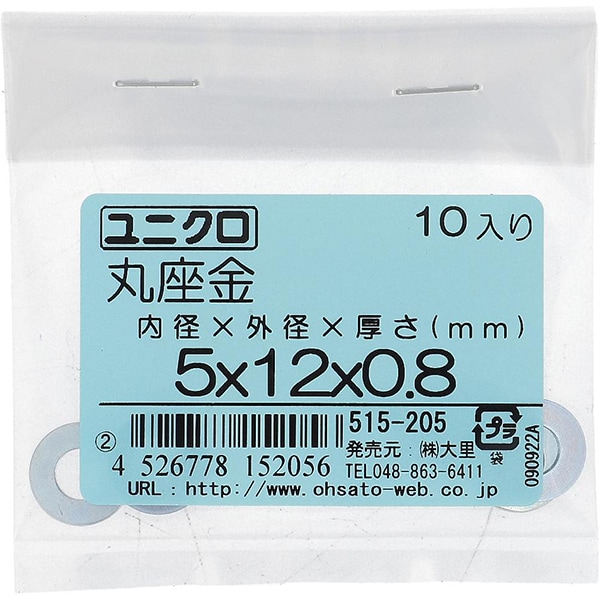 ユニクロ 10入り
丸座金
内径×外径×厚さ(mm)
5x12x0.8
515-205
② 発売元:㈱大里 プラ 袋
4 526778 152056 TEL048-863-6411
URL:http://www.ohsato-web.co.jp
090922A